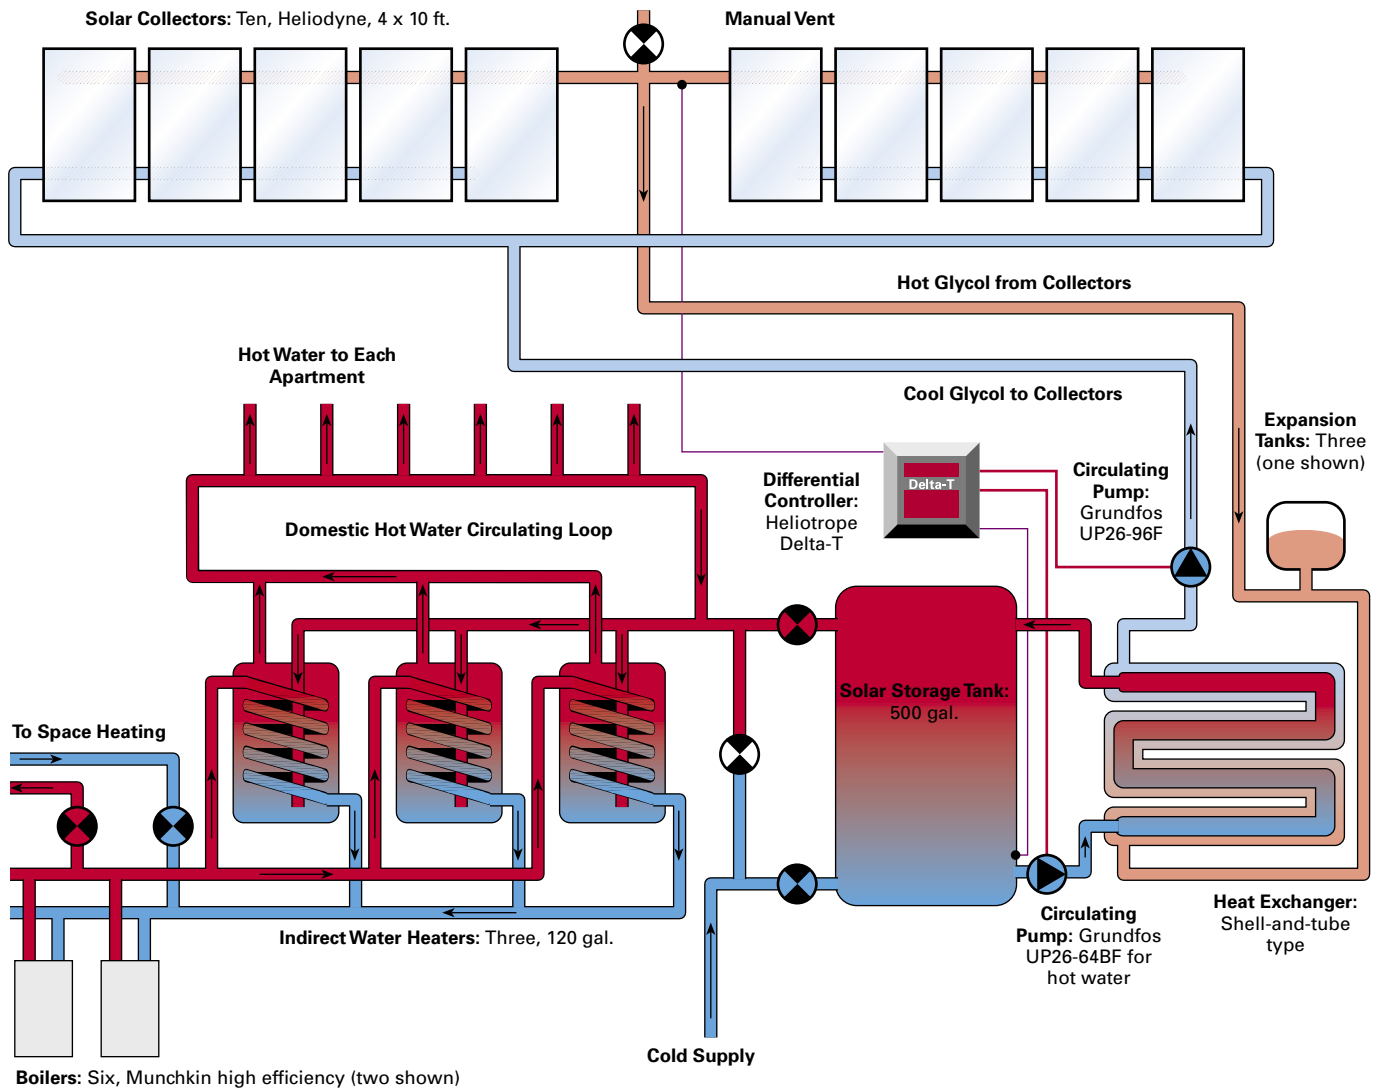 Solar Collectors: Ten, Heliodyne, 4 x 10 ft.
Manual Vent
Hot Glycol from Collectors
Hot Water to Each
Apartment
Cool Glycol to Collectors
Expansion
Tanks: Three
(one shown)
Differential
Controller:
Heliotrope
Delta-T
Delta-T
Circulating
Pump:
Grundfos
UP26-96F
Domestic Hot Water Circulating Loop
Solar Storage Tank:
500 gal.
To Space Heating
Indirect Water Heaters: Three, 120 gal.
Circulating
Pump: Grundfos
UP26-64BF for
hot water
Heat Exchanger:
Shell-and-tube
type
Cold Supply
Boilers: Six, Munchkin high efficiency (two shown)